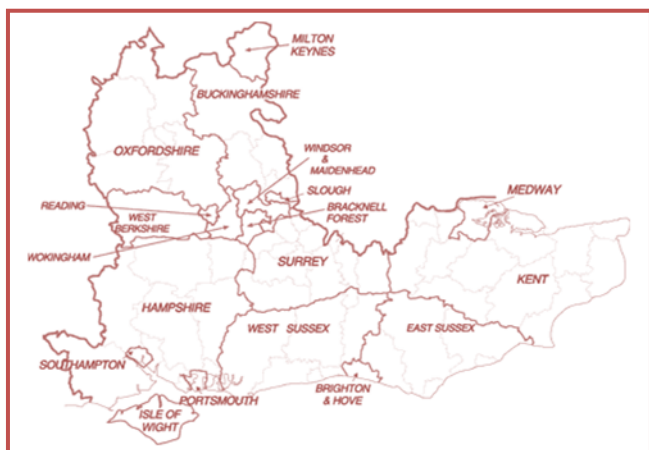 MILTON
KEYNES
BUCKINGHAMSHIRE
OXFORDSHIRE
WINDSOR
&
MAIDENHEAD
SLOUGH
MEDWAY
READING
WEST
BERKSHIRE
BRACKNELL
FOREST
WOKINGHAM
SURREY
KENT
HAMPSHIRE
WEST SUSSEX
EAST SUSSEX
SOUTHAMPTON
BRIGHTON
& HOVE
PORTSMOUTH
ISLE OF
WIGHT